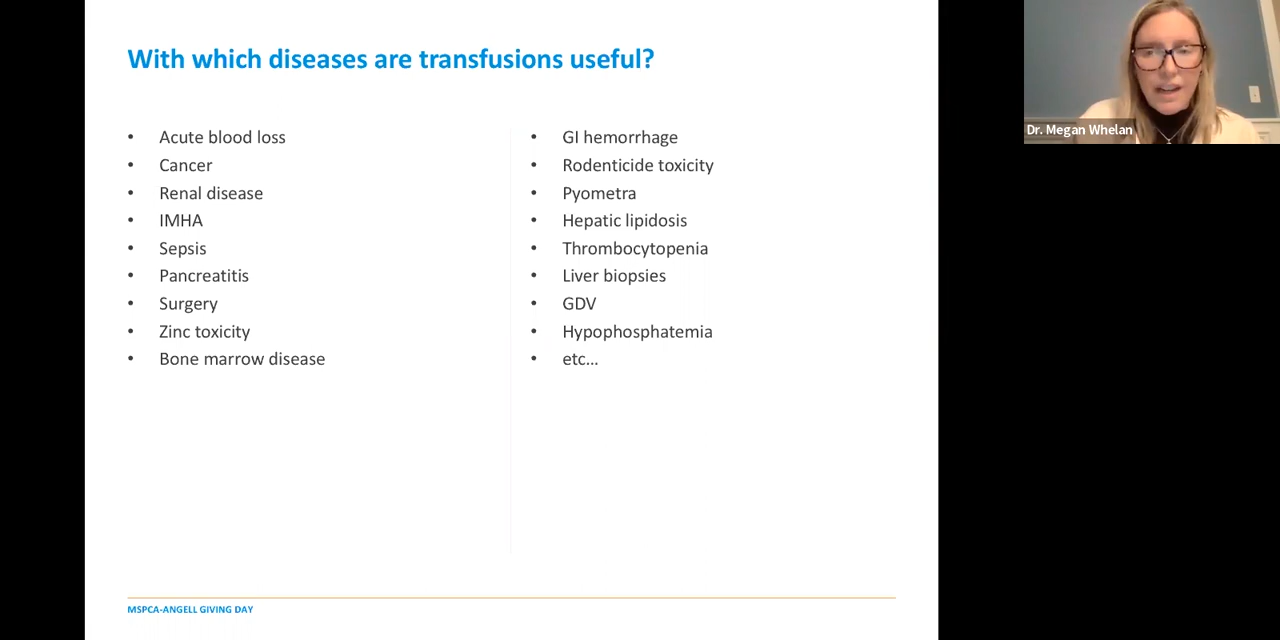 With which diseases are transfusions useful?
• Acute blood loss
• Cancer
• Renal disease
• IMHA
• Sepsis
• Pancreatitis
• Surgery
• Zinc toxicity
• Bone marrow disease
• GI hemorrhage
• Rodenticide toxicity
• Pyometra
• Hepatic lipidosis
• Thrombocytopenia
• Liver biopsies
• GDV
• Hypophosphatemia
• etc...
MSPCA-ANGELL GIVING DAY
Dr. Megan Whelan